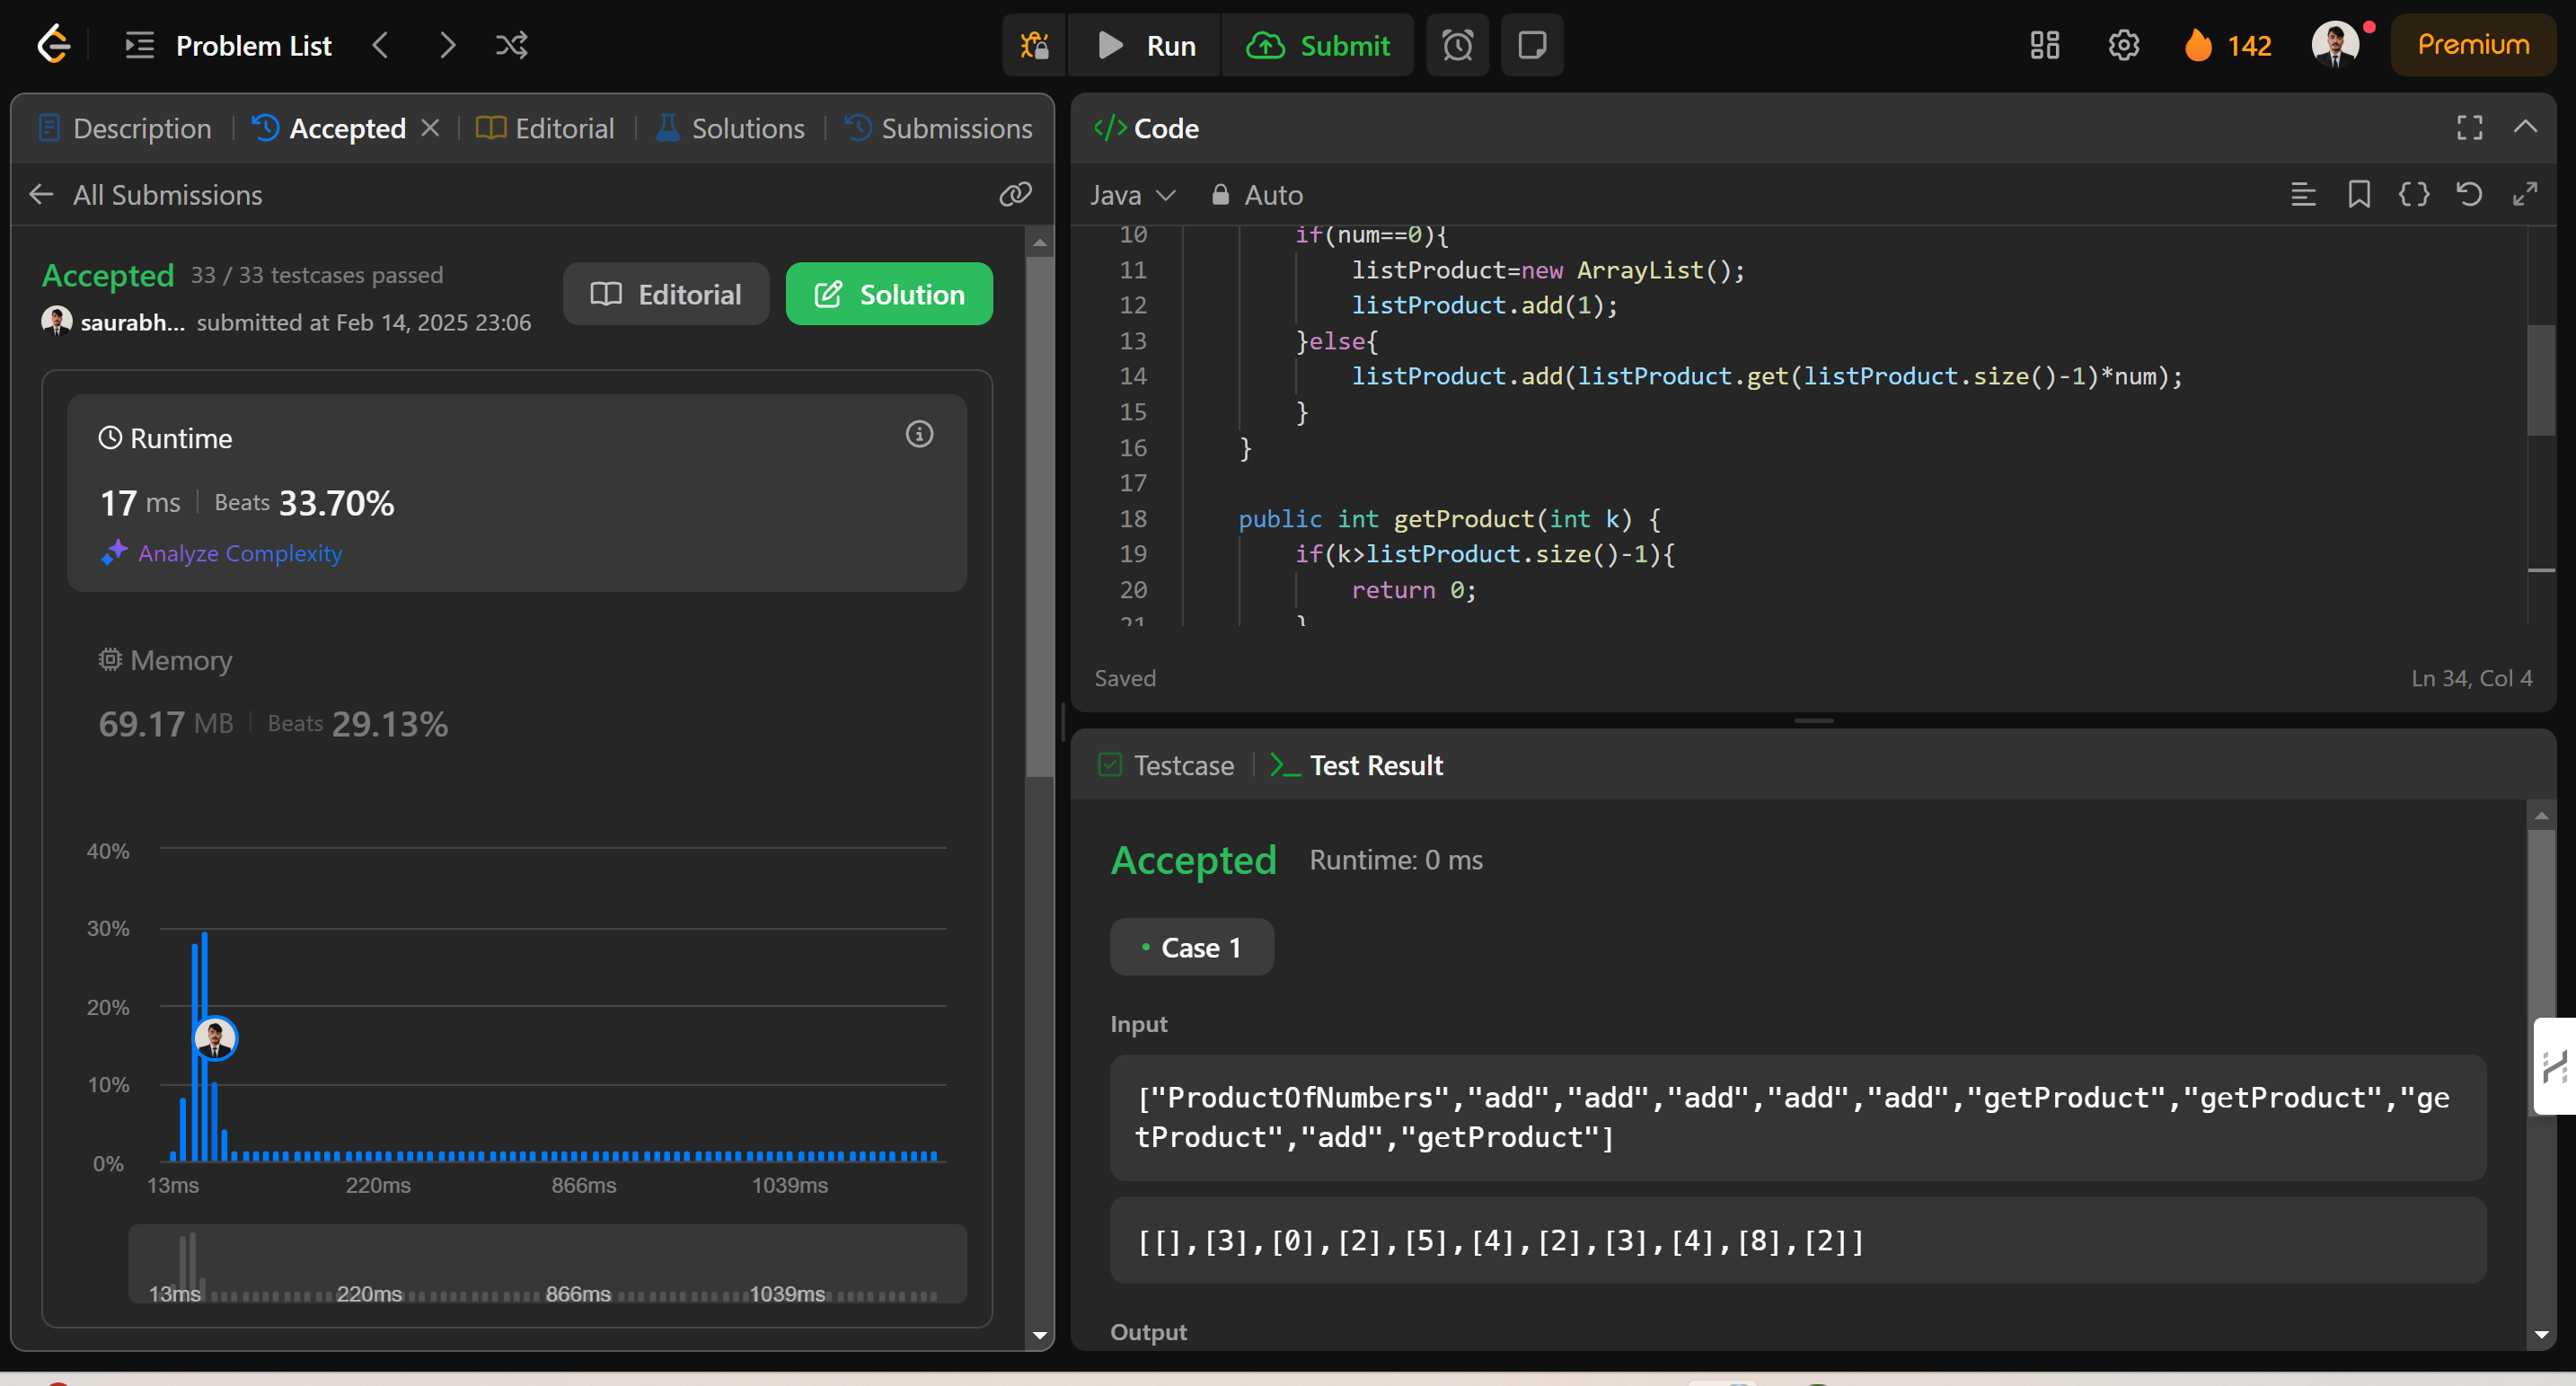 Problem List
Run
Submit
142
Premium
Description
Accepted
Editorial
Solutions
Submissions
All Submissions
Accepted 33 / 33 testcases passed
saurabh... submitted at Feb 14, 2025 23:06
Editorial
Solution
Runtime
17 ms Beats 33.70%
Analyze Complexity
Memory
69.17 MB Beats 29.13%
40%
30%
20%
10%
0%
13ms 220ms 866ms 1039ms
13ms 220ms 866ms 1039ms
</> Code
Java Auto
10 if(num==0){
11 listProduct=new ArrayList();
12 listProduct.add(1);
13 }else{
14 listProduct.add(listProduct.get(listProduct.size()-1)*num);
15 }
16 }
17
18 public int getProduct(int k) {
19 if(k>listProduct.size()-1){
20 return 0;
21 }
Saved
Ln 34, Col 4
Testcase
Test Result
Accepted Runtime: 0 ms
Case 1
Input
["ProductOfNumbers","add","add","add","add","add","getProduct","getProduct","ge
tProduct","add","getProduct"]
[[],[3],[0],[2],[5],[4],[2],[3],[4],[8],[2]]
Output